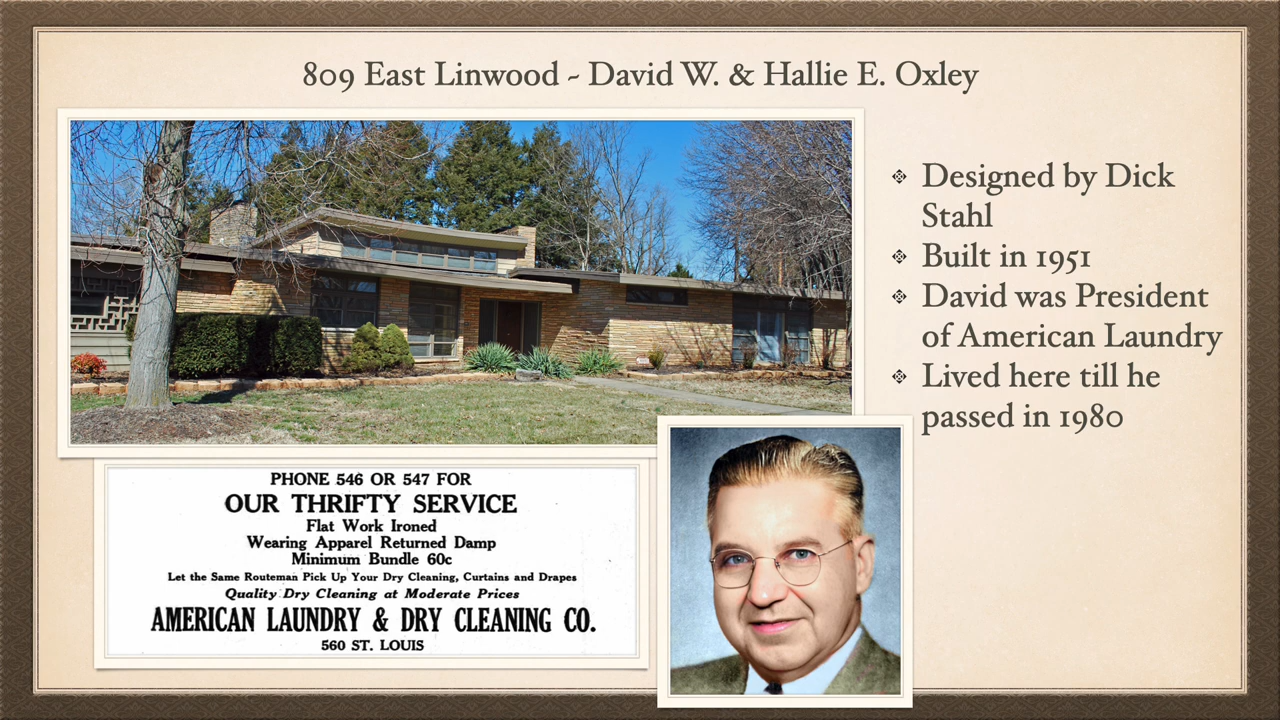 809 East Linwood ~ David W. & Hallie E. Oxley
Designed by Dick
Stahl
Built in 1951
David was President
of American Laundry
Lived here till he
passed in 1980
PHONE 546 OR 547 FOR
OUR THRIFTY SERVICE
Flat Work Ironed
Wearing Apparel Returned Damp
Minimum Bundle 60c
Let the Same Routeman Pick Up Your Dry Cleaning, Curtains and Drapes
Quality Dry Cleaning at Moderate Prices
AMERICAN LAUNDRY & DRY CLEANING CO.
560 ST. LOUIS